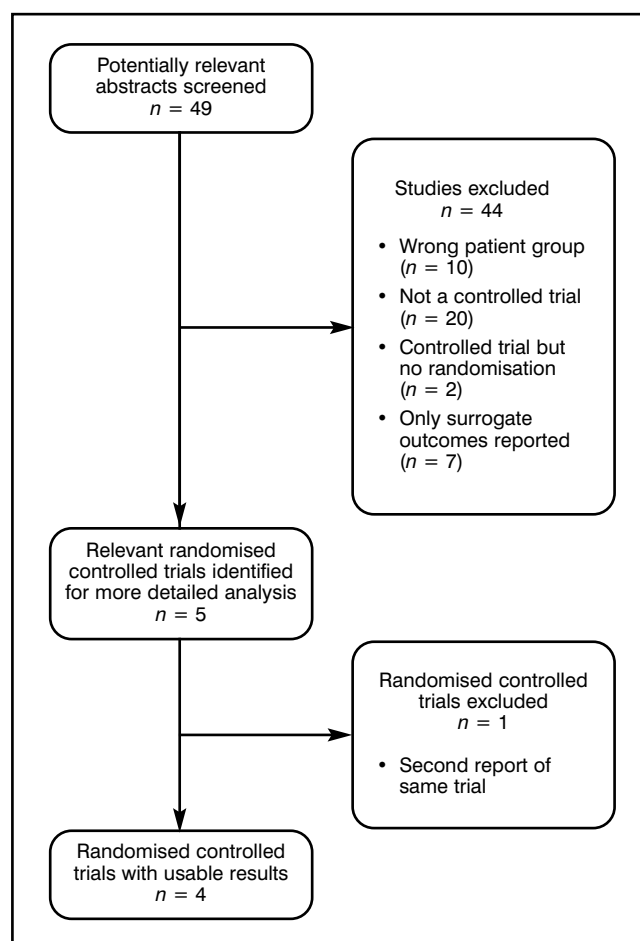 Potentially relevant
abstracts screened
n = 49
Studies excluded
n = 44
• Wrong patient group
(n = 10)
• Not a controlled trial
(n = 20)
• Controlled trial but
no randomisation
(n = 2)
• Only surrogate
outcomes reported
(n = 7)
Relevant randomised
controlled trials identified
for more detailed analysis
n = 5
Randomised controlled
trials excluded
n = 1
• Second report of
same trial
Randomised controlled
trials with usable results
n = 4